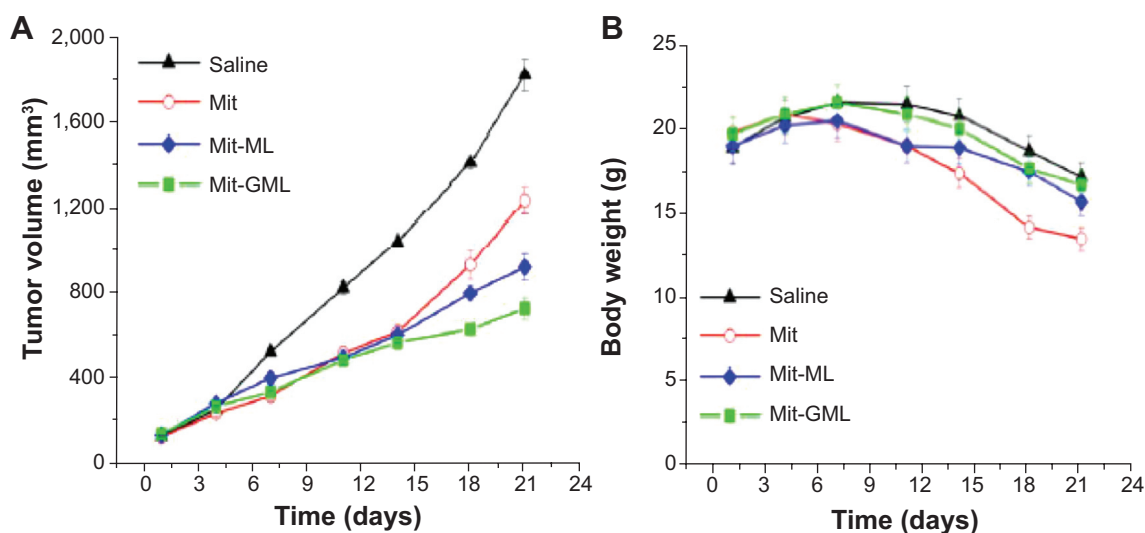 A
Tumor volume (mm³)
2,000
1,600
1,200
800
400
0
Saline
Mit
Mit-ML
Mit-GML
0 3 6 9 12 15 18 21 24
Time (days)
B
Body weight (g)
25
20
15
10
5
0
Saline
Mit
Mit-ML
Mit-GML
0 3 6 9 12 15 18 21 24
Time (days)